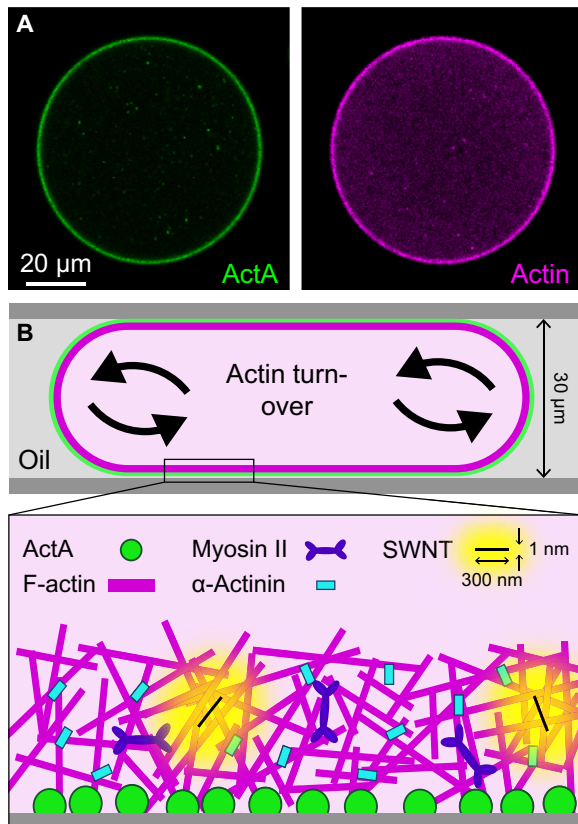 A
20 µm
ActA
Actin
B
Actin turn-
over
Oil
30 µm
ActA
Myosin II
SWNT
1 nm
300 nm
F-actin
α-Actinin